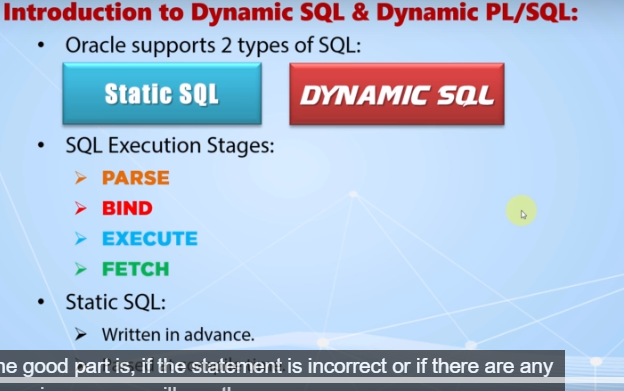 Introduction to Dynamic SQL & Dynamic PL/SQL:
• Oracle supports 2 types of SQL:
Static SQL
DYNAMIC SQL
• SQL Execution Stages:
➢ PARSE
➢ BIND
➢ EXECUTE
➢ FETCH
• Static SQL:
➢ Written in advance.
he good part is, if the statement is incorrect or if there are any